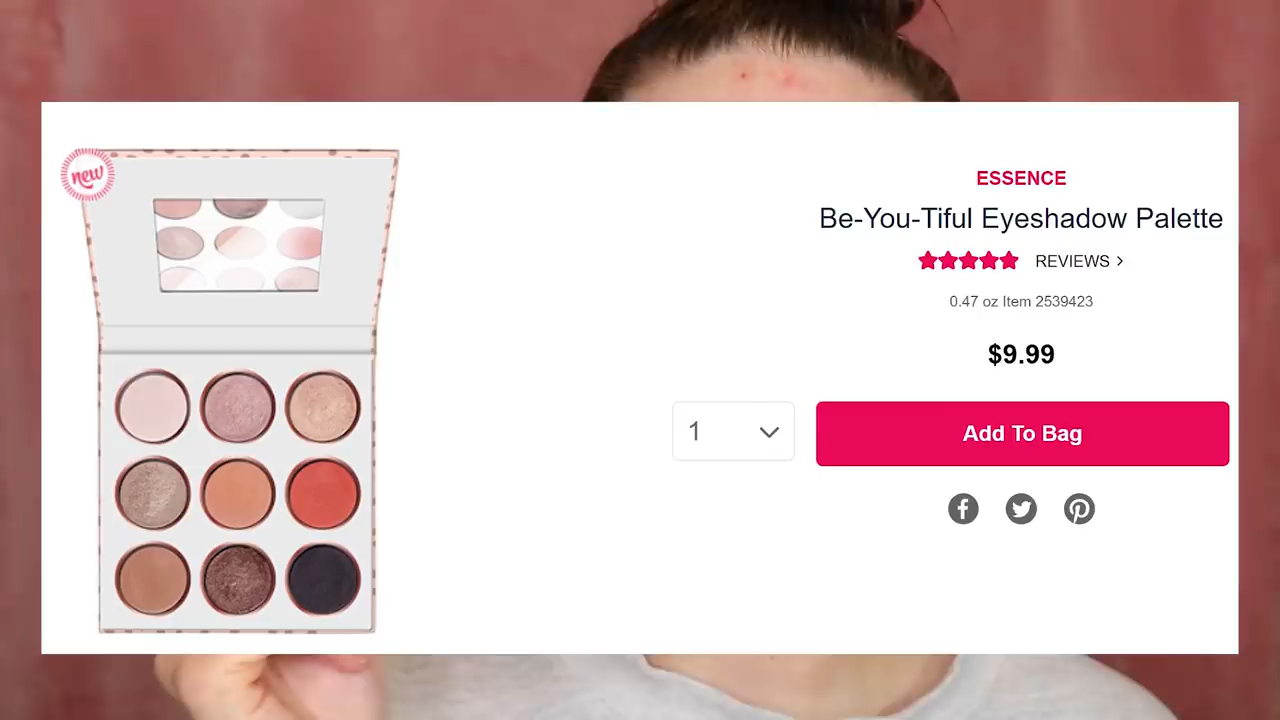 new
ESSENCE
Be-You-Tiful Eyeshadow Palette
REVIEWS >
0.47 oz Item 2539423
$9.99
1
Add To Bag